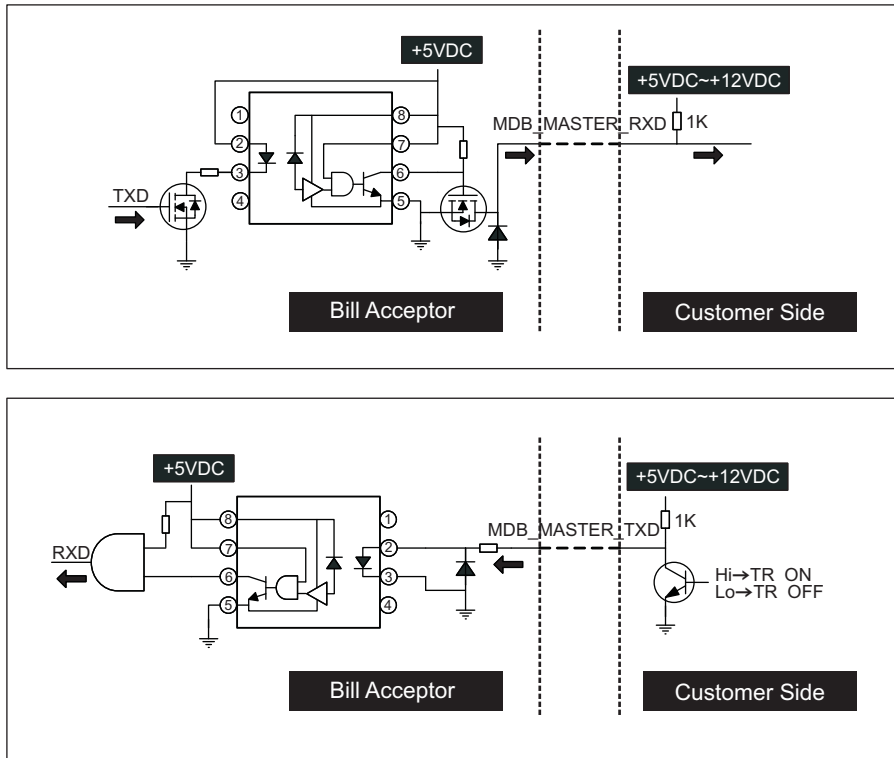 +5VDC
+5VDC~+12VDC
1
8
MDB_MASTER_RXD
1K
2
7
3
6
TXD
4
5
Bill Acceptor
Customer Side
+5VDC
+5VDC~+12VDC
8
1
MDB_MASTER_TXD
1K
RXD
7
2
6
3
Hi→TR ON
Lo→TR OFF
5
4
Bill Acceptor
Customer Side